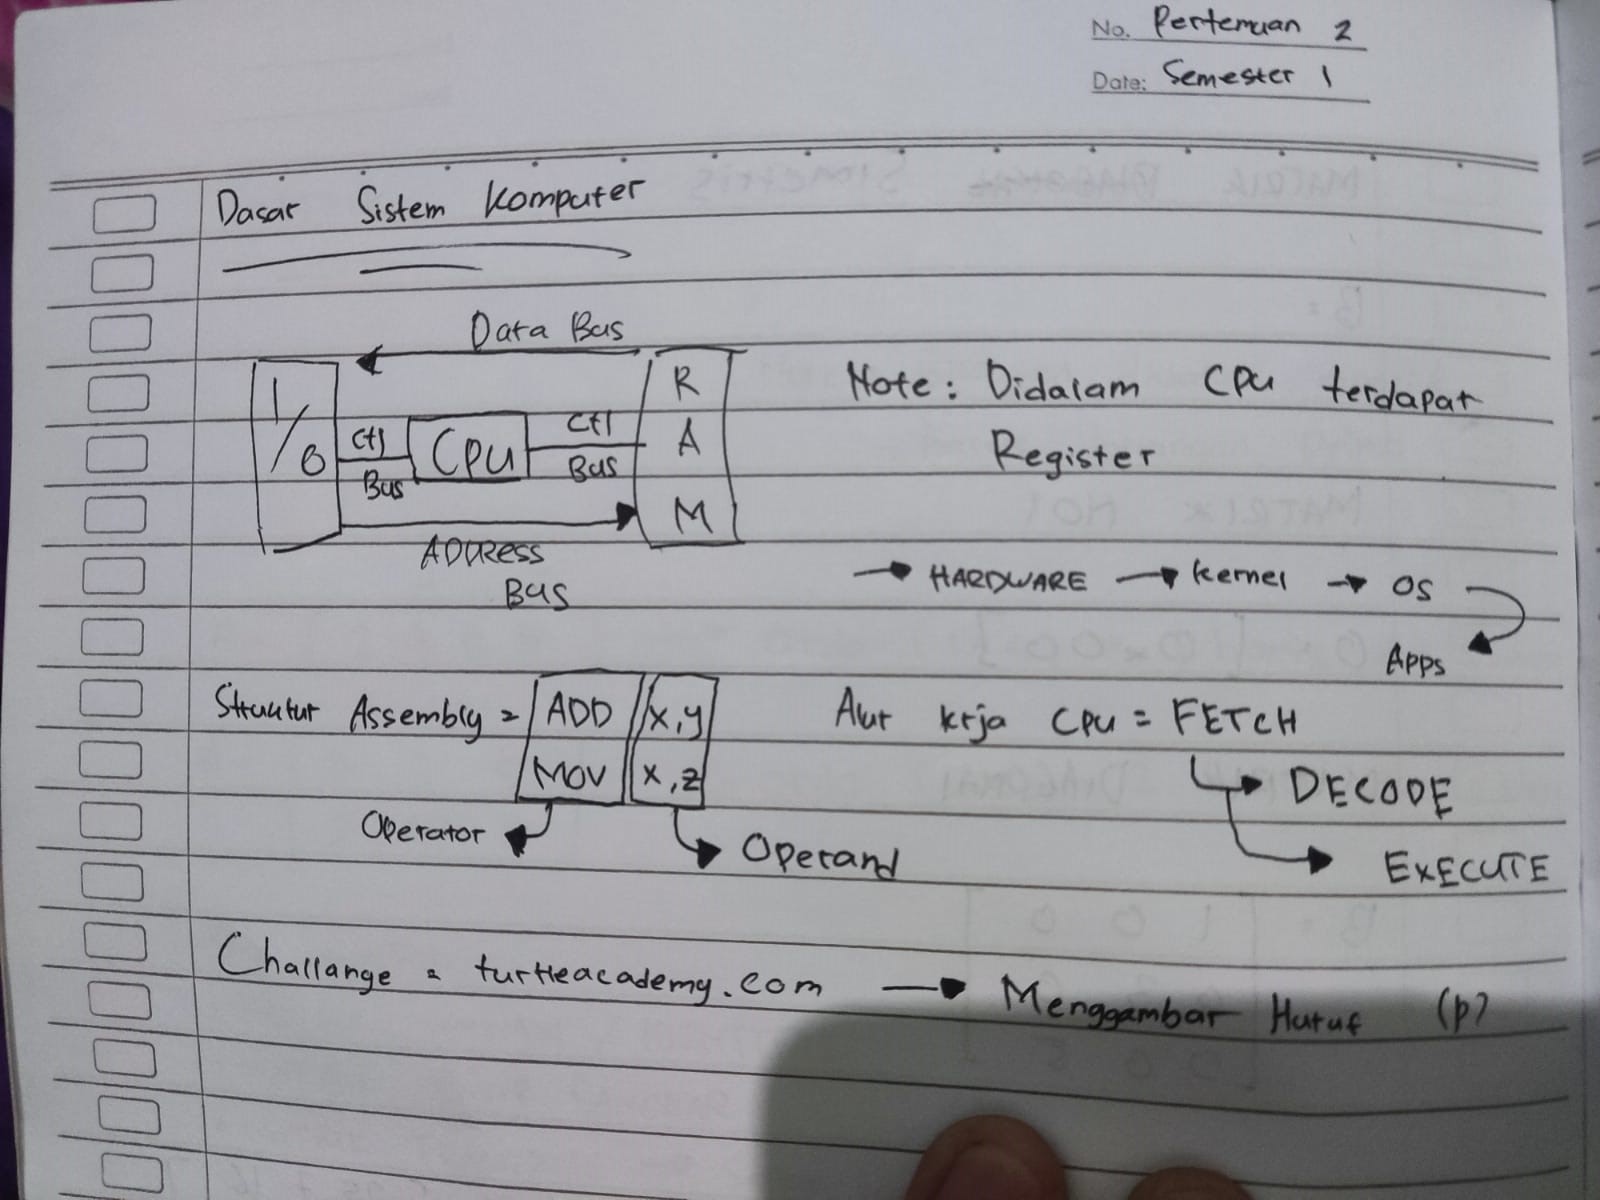 No. Pertemuan 2
Date: Semester 1
Dasar Sistem Komputer
Data Bus
I/O
Ctl Bus
CPU
Ctl Bus
RAM
ADDRESS BUS
Note: Didalam CPU terdapat
Register
→ HARDWARE → kernel → OS
Apps
Struktur Assembly = ADD x,y
MOV x,z
Operator
Operand
Alur krja CPU = FETCH
DECODE
EXECUTE
Challange = turtleacademy.com → Menggambar Huruf (p)